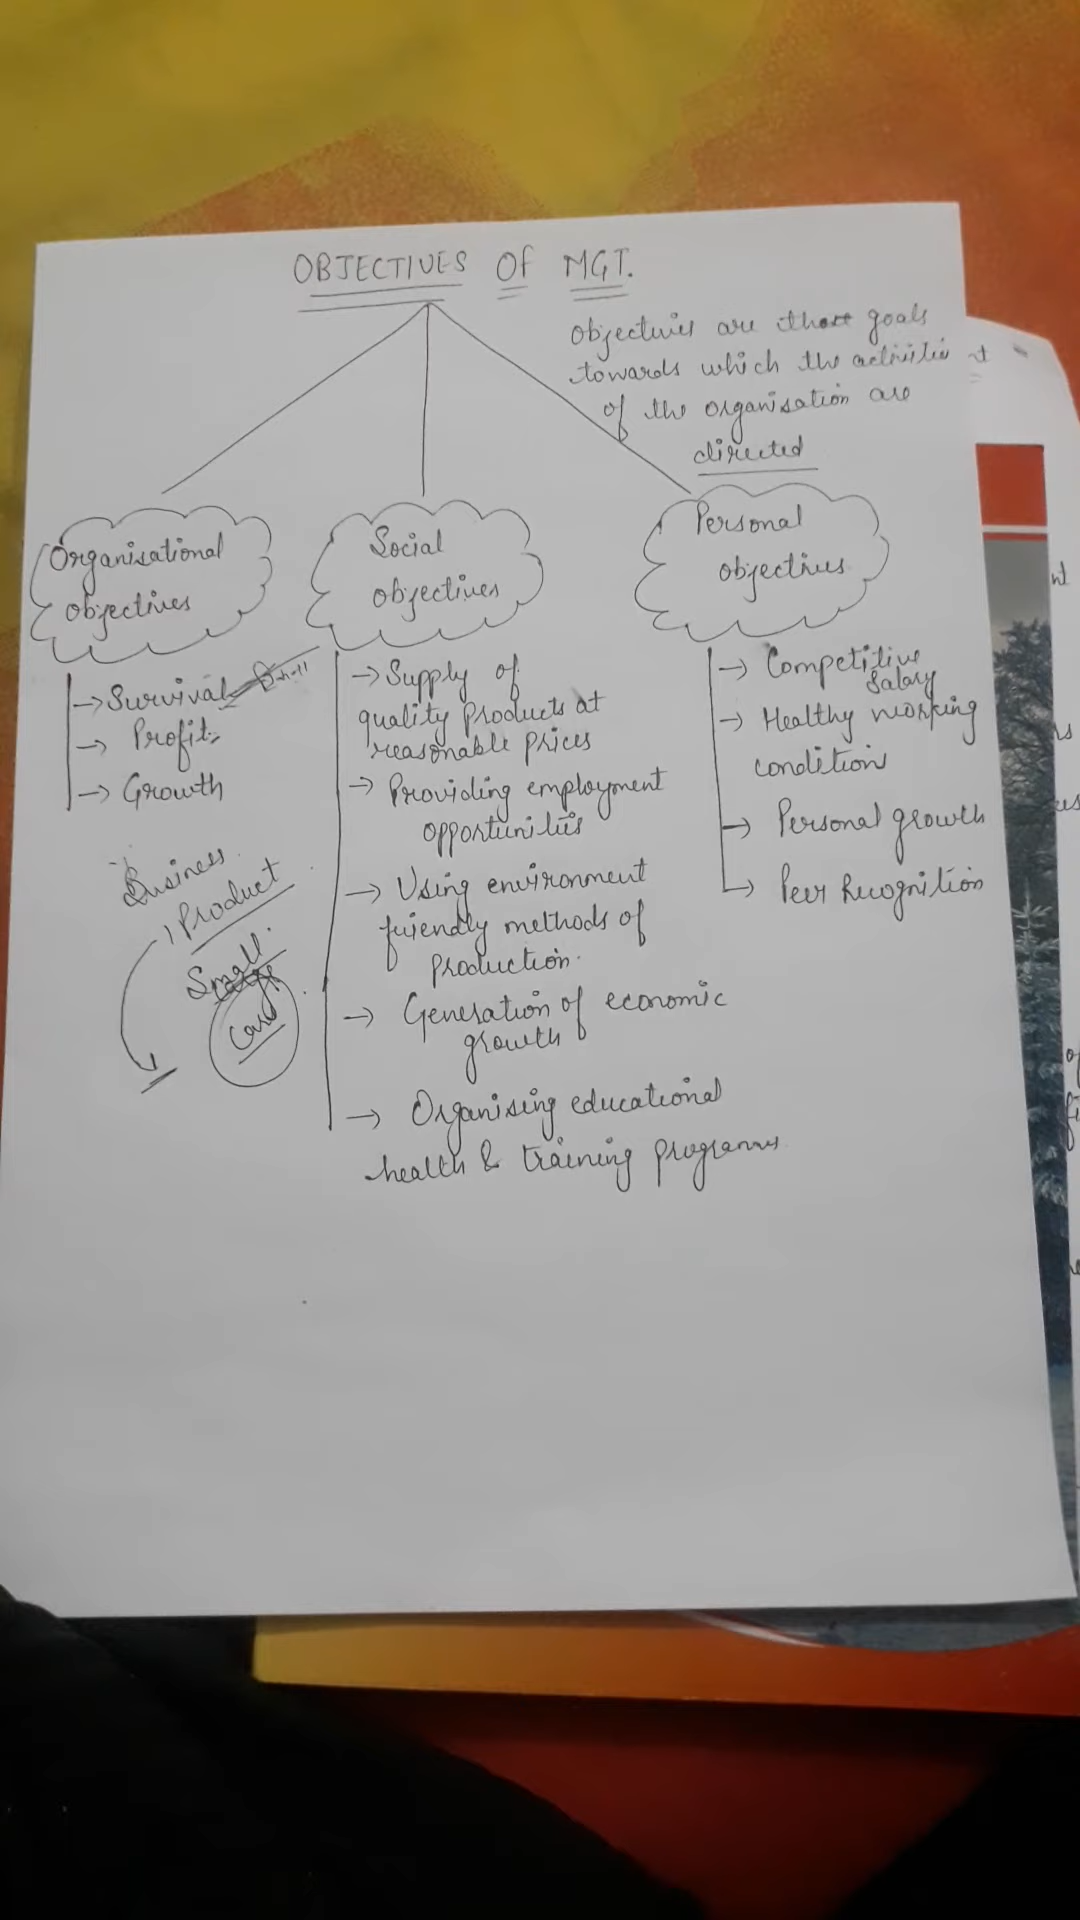 OBJECTIVES OF MGT.
Objectives are those goals
towards which the activities
of the organisation are
directed
Organisational
objectives
→ Survival
→ Profit
→ Growth
Business
1 Product
Small
Social
objectives
→ Supply of
quality products at
reasonable prices
→ Providing employment
opportunities
→ Using environment
friendly methods of
production.
→ Generation of economic
growth
→ Organising educational
health & training programs
Personal
objectives
→ Competitive
Salary
→ Healthy working
condition
→ Personal growth
→ Peer Recognition